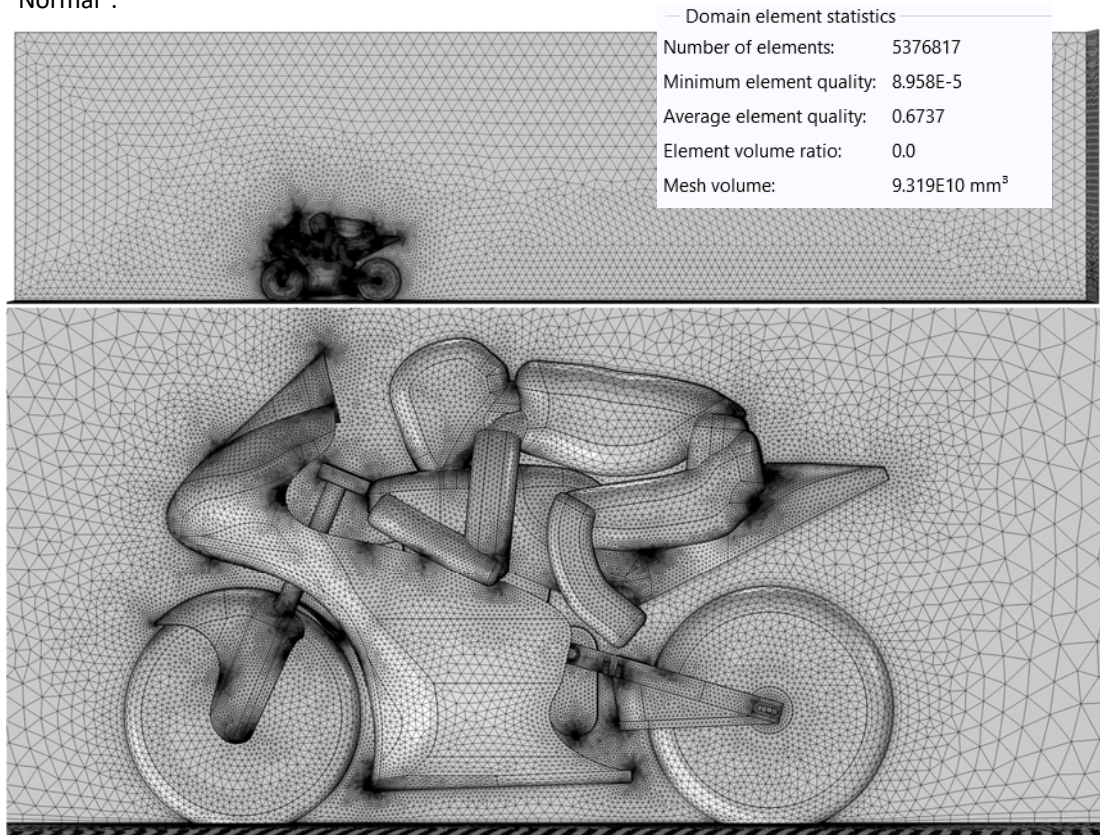 Normal".
Domain element statistics
Number of elements: 5376817
Minimum element quality: 8.958E-5
Average element quality: 0.6737
Element volume ratio: 0.0
Mesh volume: 9.319E10 mm³